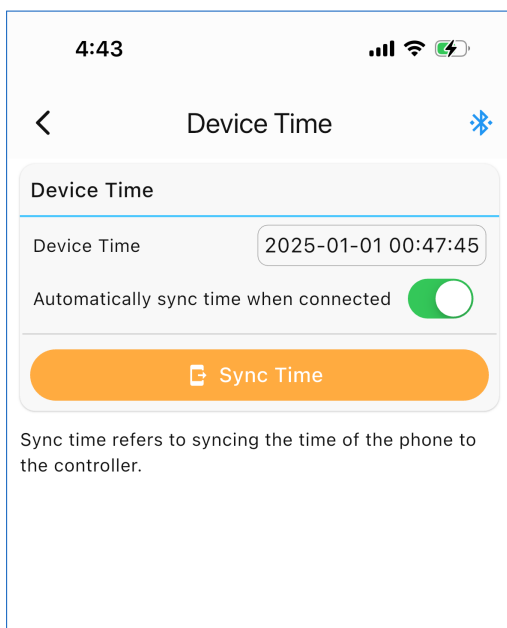 4:43
Device Time
Device Time
Device Time 2025-01-01 00:47:45
Automatically sync time when connected
Sync Time
Sync time refers to syncing the time of the phone to
the controller.